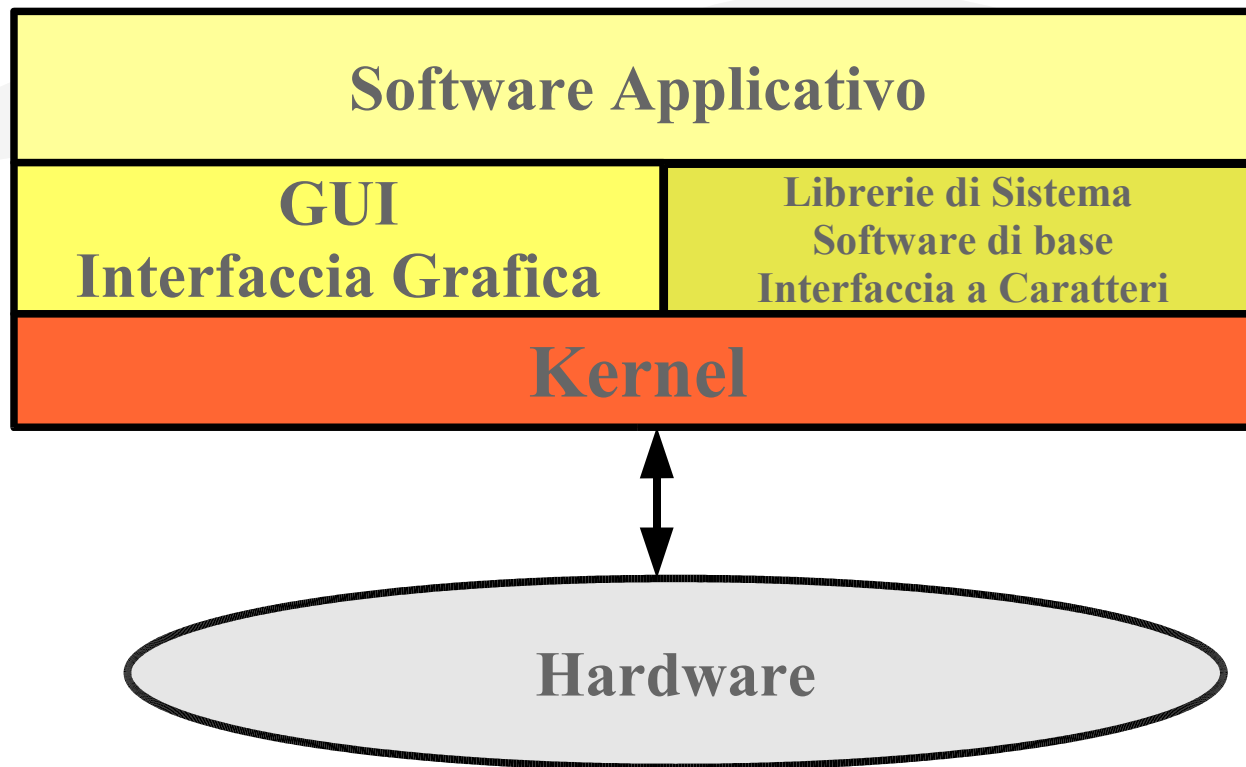 Software Applicativo
GUI
Interfaccia Grafica
Librerie di Sistema
Software di base
Interfaccia a Caratteri
Kernel
Hardware